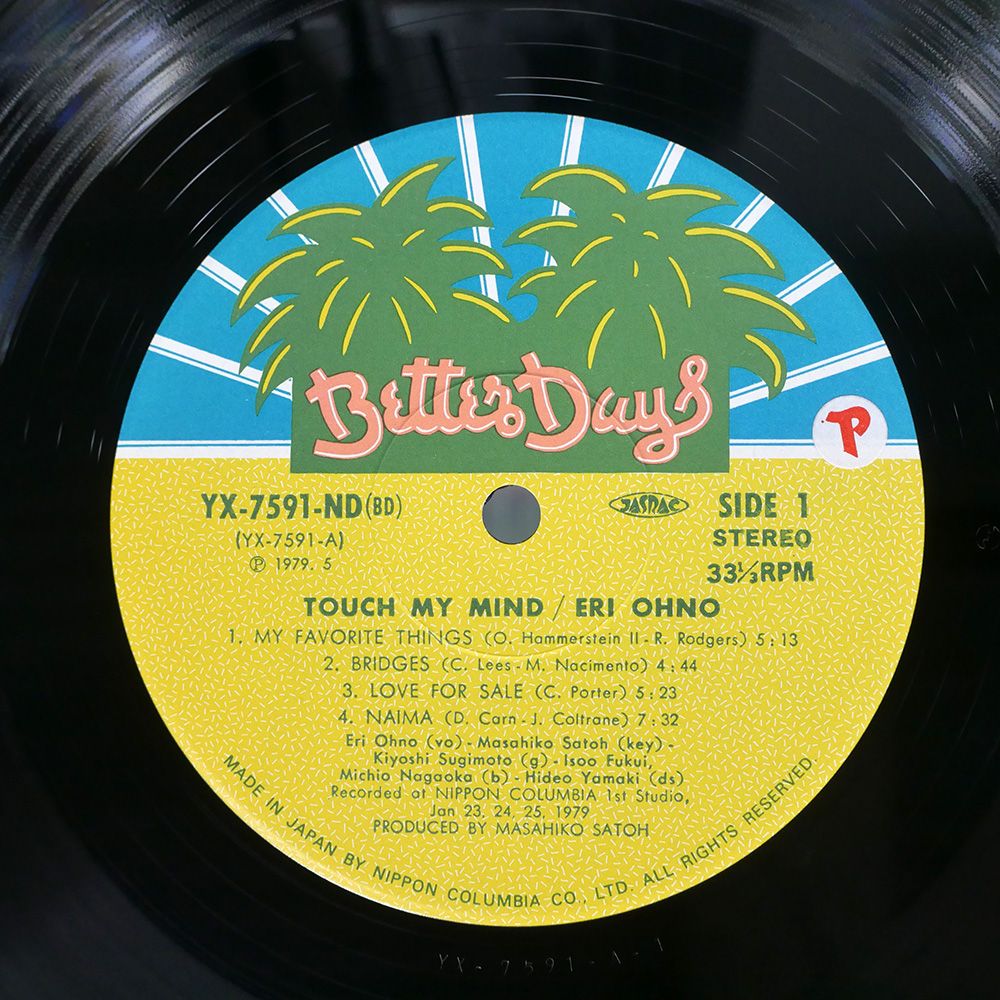 Better Days
P
YX-7591-ND(BD)
(YX-7591-A)
℗ 1979. 5
JASRAC
SIDE 1
STEREO
33⅓RPM
TOUCH MY MIND / ERI OHNO
1. MY FAVORITE THINGS (O. Hammerstein II - R. Rodgers) 5:13
2. BRIDGES (C. Lees - M. Nacimento) 4:44
3. LOVE FOR SALE (C. Porter) 5:23
4. NAIMA (D. Carn - J. Coltrane) 7:32
Eri Ohno (vo) - Masahiko Satoh (key) -
Kiyoshi Sugimoto (g) - Isoo Fukui,
Michio Nagaoka (b) - Hideo Yamaki (ds)
Recorded at NIPPON COLUMBIA 1st Studio,
Jan 23, 24, 25, 1979
PRODUCED BY MASAHIKO SATOH
MADE IN JAPAN BY NIPPON COLUMBIA CO., LTD. ALL RIGHTS RESERVED.
YX-7591-A-1